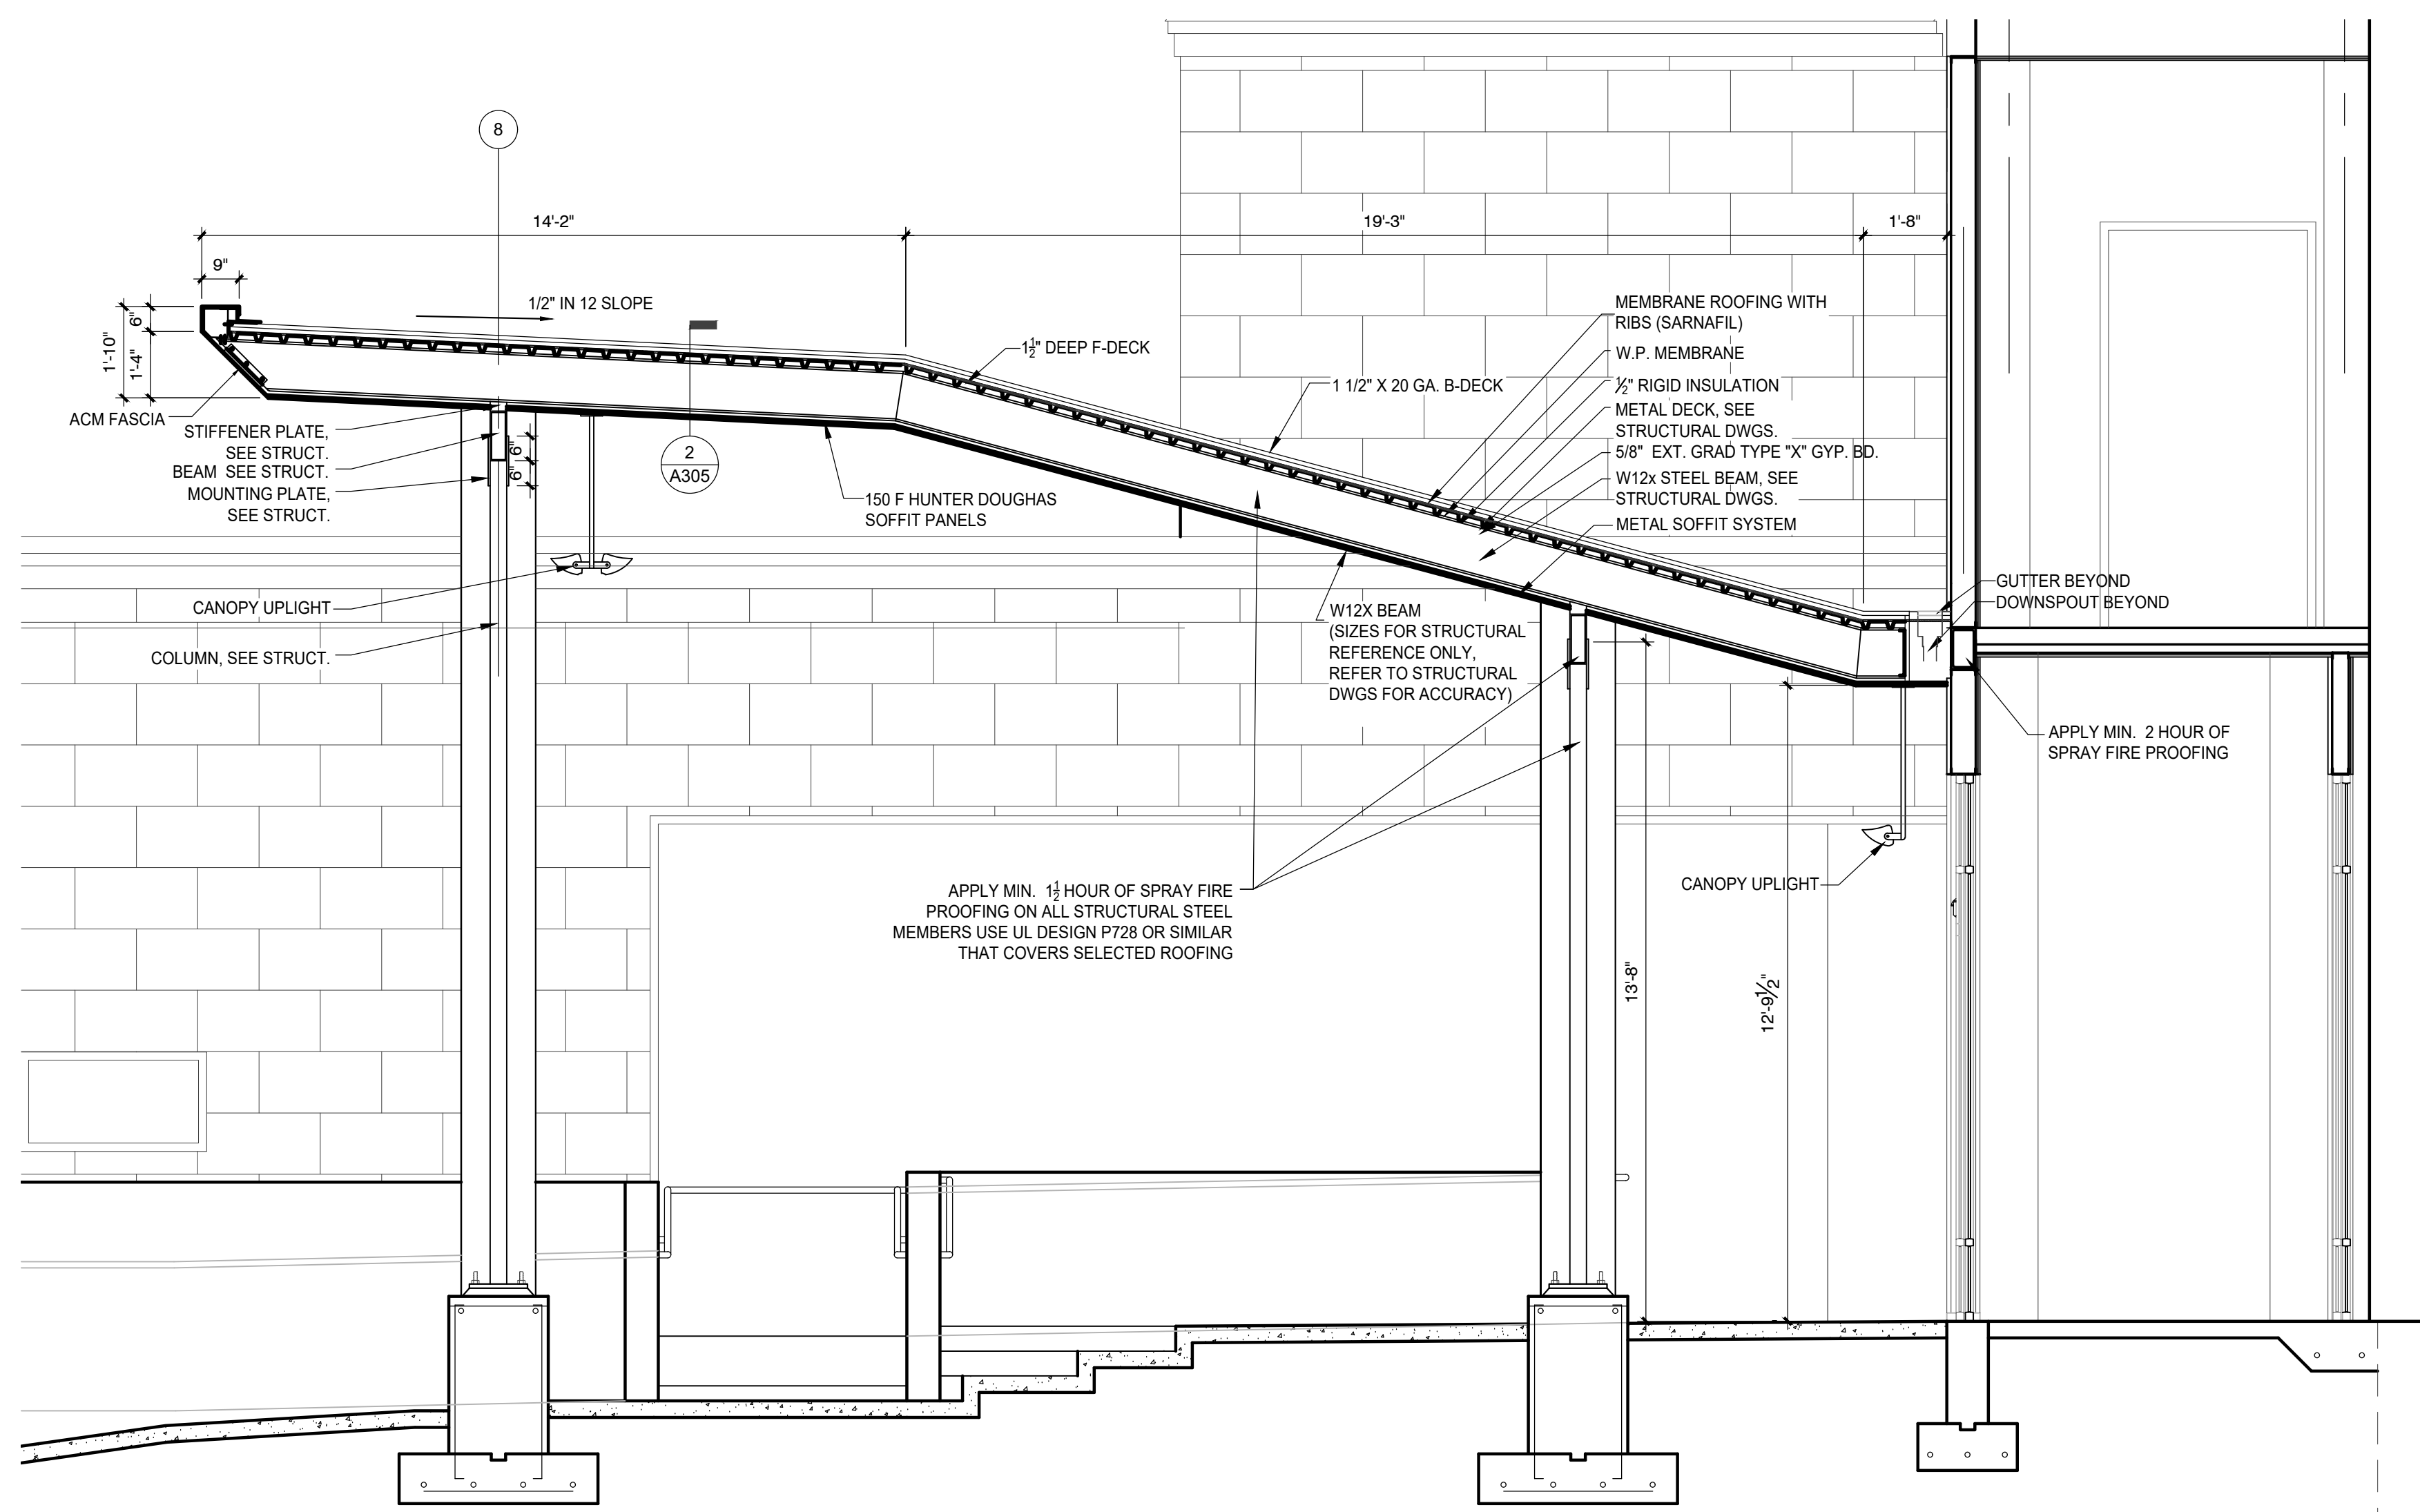 8
14'-2"
19'-3"
1'-8"
9"
1/2" IN 12 SLOPE
6"
1'-10"
1'-4"
MEMBRANE ROOFING WITH
RIBS (SARNAFIL)
1½" DEEP F-DECK
W.P. MEMBRANE
1 1/2" X 20 GA. B-DECK
½" RIGID INSULATION
METAL DECK, SEE
STRUCTURAL DWGS.
5/8" EXT. GRAD TYPE "X" GYP. BD.
W12x STEEL BEAM, SEE
STRUCTURAL DWGS.
METAL SOFFIT SYSTEM
ACM FASCIA
STIFFENER PLATE,
SEE STRUCT.
BEAM SEE STRUCT.
MOUNTING PLATE,
SEE STRUCT.
6"
6"
2
A305
150 F HUNTER DOUGHAS
SOFFIT PANELS
CANOPY UPLIGHT
COLUMN, SEE STRUCT.
W12X BEAM
(SIZES FOR STRUCTURAL
REFERENCE ONLY,
REFER TO STRUCTURAL
DWGS FOR ACCURACY)
GUTTER BEYOND
DOWNSPOUT BEYOND
APPLY MIN. 2 HOUR OF
SPRAY FIRE PROOFING
APPLY MIN. 1½ HOUR OF SPRAY FIRE
PROOFING ON ALL STRUCTURAL STEEL
MEMBERS USE UL DESIGN P728 OR SIMILAR
THAT COVERS SELECTED ROOFING
CANOPY UPLIGHT
13'-8"
12'-9½"